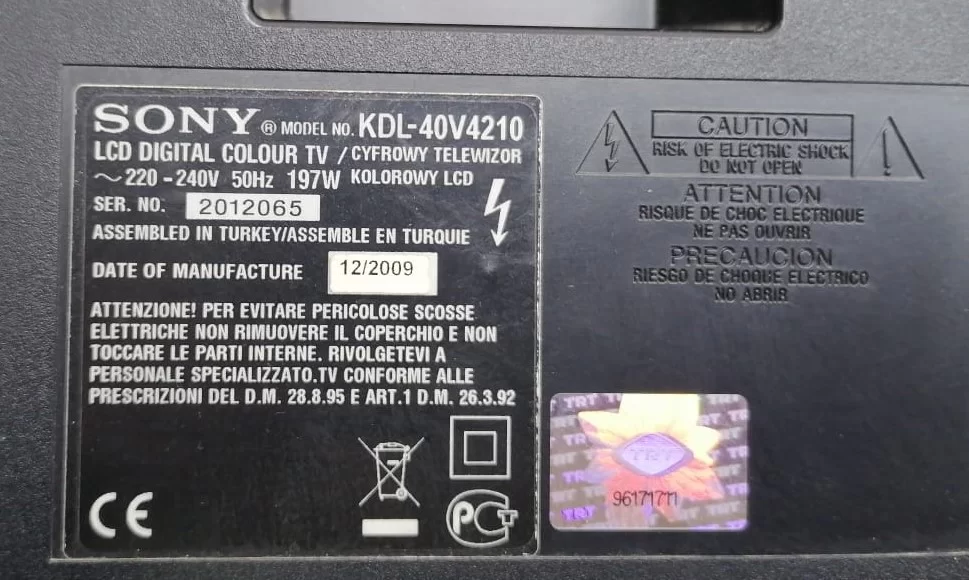 SONY ® MODEL NO. KDL-40V4210
LCD DIGITAL COLOUR TV / CYFROWY TELEWIZOR
~220-240V 50Hz 197W KOLOROWY LCD
SER. NO. 2012065
ASSEMBLED IN TURKEY/ASSEMBLE EN TURQUIE
DATE OF MANUFACTURE 12/2009
ATTENZIONE! PER EVITARE PERICOLOSE SCOSSE
ELETTRICHE NON RIMUOVERE IL COPERCHIO E NON
TOCCARE LE PARTI INTERNE. RIVOLGETEVI A
PERSONALE SPECIALIZZATO.TV CONFORME ALLE
PRESCRIZIONI DEL D.M. 28.8.95 E ART.1 D.M. 26.3.92
CE
PCT
CAUTION
RISK OF ELECTRIC SHOCK
DO NOT OPEN
ATTENTION
RISQUE DE CHOC ELECTRIQUE
NE PAS OUVRIR
PRECAUCION
RIESGO DE CHOQUE ELECTRICO
NO ABRIR
TRT
96171711